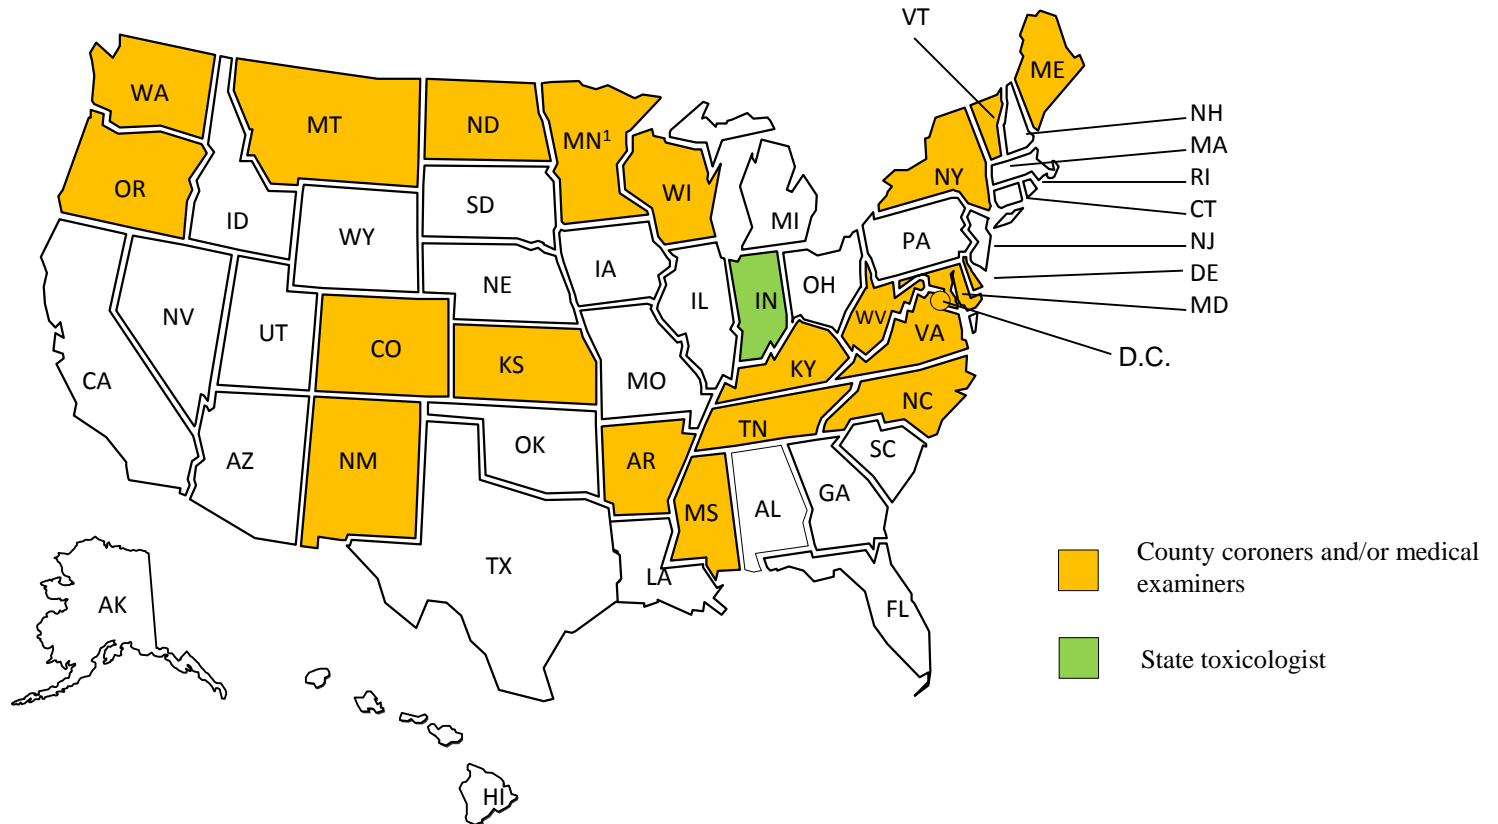 VT
ME
WA
NH
MT
ND
MN¹
MA
NY
RI
OR
WI
SD
CT
ID
MI
WY
PA
NJ
IA
DE
NE
OH
IL
IN
MD
NV
WV
UT
VA
CO
D.C.
KS
KY
CA
MO
NC
TN
OK
SC
AZ
NM
AR
GA
MS
AL
County coroners and/or medical
examiners
TX
LA
AK
FL
State toxicologist
HI